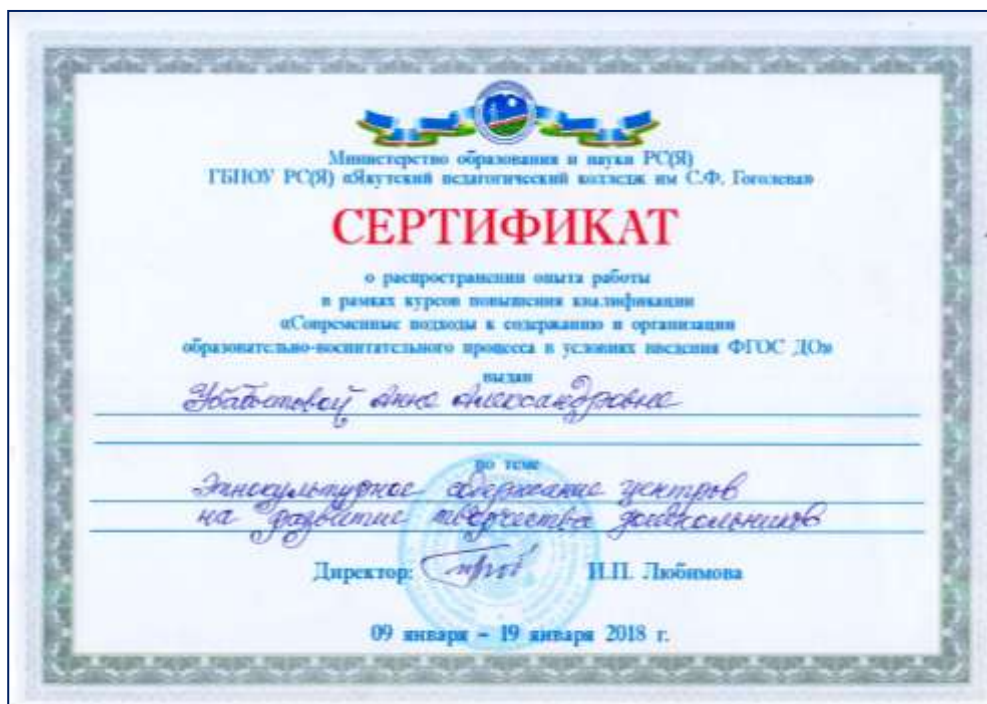 Министерство образования и науки РС(Я)
ГБПОУ РС(Я) «Якутский педагогический колледж им С.Ф. Гоголева»
СЕРТИФИКАТ
о распространении опыта работы
в рамках курсов повышения квалификации
«Современные подходы к содержанию и организации
образовательно-воспитательного процесса в условиях введения ФГОС ДО»
выдан
Анне Александровне
по теме
Этнокультурное содержание центров
на развитие творчества дошкольников
Директор: И.П. Любимова
09 января – 19 января 2018 г.